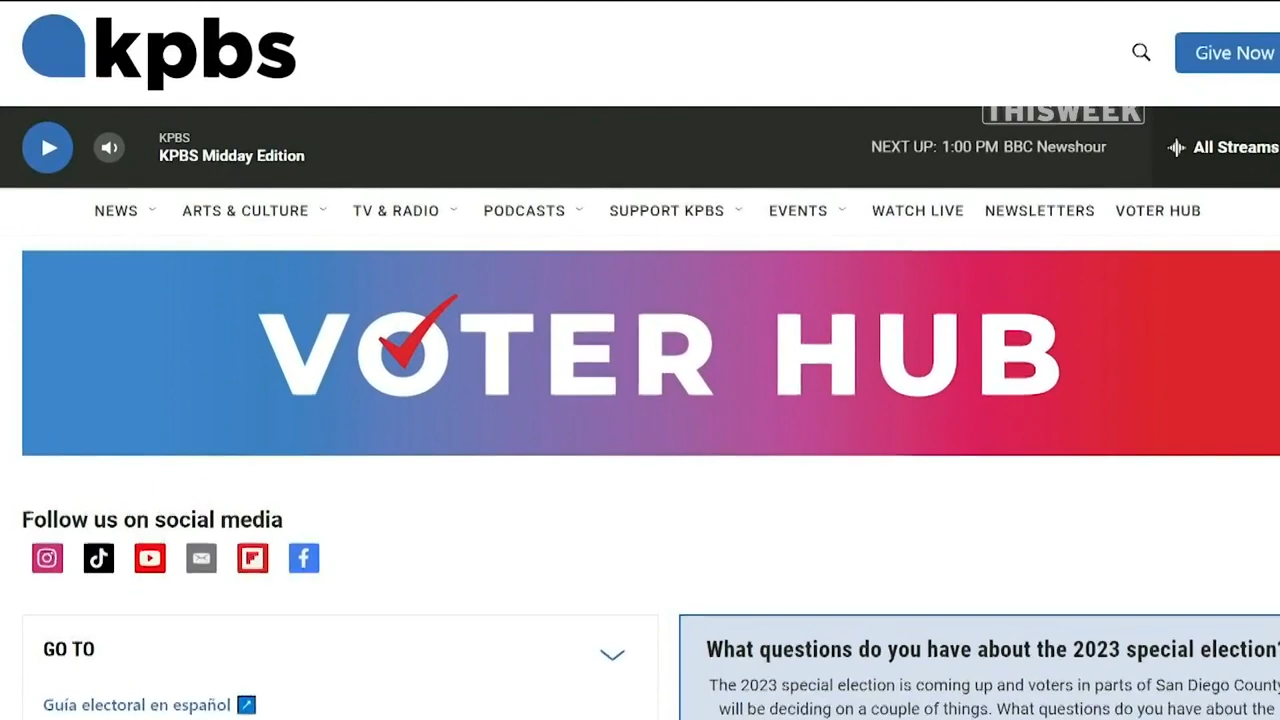 kpbs
Give Now
THISWEEK
KPBS
KPBS Midday Edition
NEXT UP: 1:00 PM BBC Newshour
All Streams
NEWS ARTS & CULTURE TV & RADIO PODCASTS SUPPORT KPBS EVENTS WATCH LIVE NEWSLETTERS VOTER HUB
VOTER HUB
Follow us on social media
GO TO
Guía electoral en español
What questions do you have about the 2023 special election?
The 2023 special election is coming up and voters in parts of San Diego County
will be deciding on a couple of things. What questions do you have about the